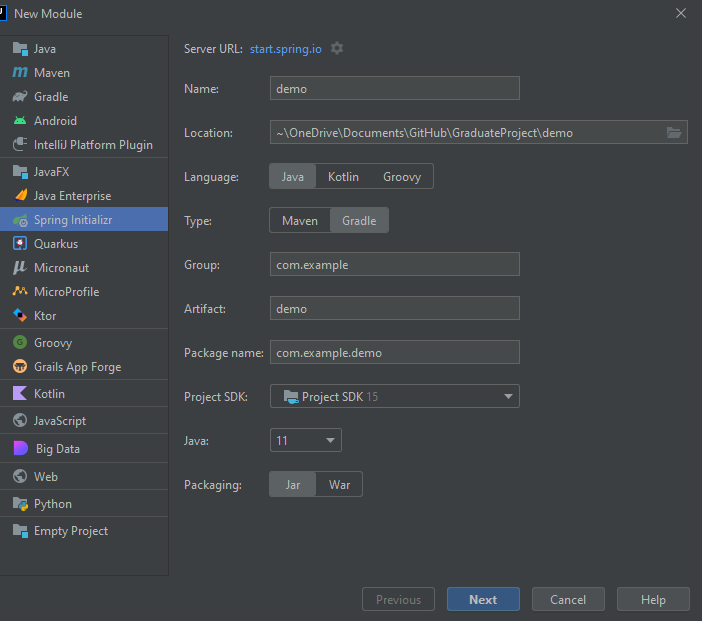 New Module
Java
Maven
Gradle
Android
IntelliJ Platform Plugin
JavaFX
Java Enterprise
Spring Initializr
Quarkus
Micronaut
MicroProfile
Ktor
Groovy
Grails App Forge
Kotlin
JavaScript
Big Data
Web
Python
Empty Project
Server URL: start.spring.io
Name: demo
Location: ~\OneDrive\Documents\GitHub\GraduateProject\demo
Language: Java Kotlin Groovy
Type: Maven Gradle
Group: com.example
Artifact: demo
Package name: com.example.demo
Project SDK: Project SDK 15
Java: 11
Packaging: Jar War
Previous Next Cancel Help